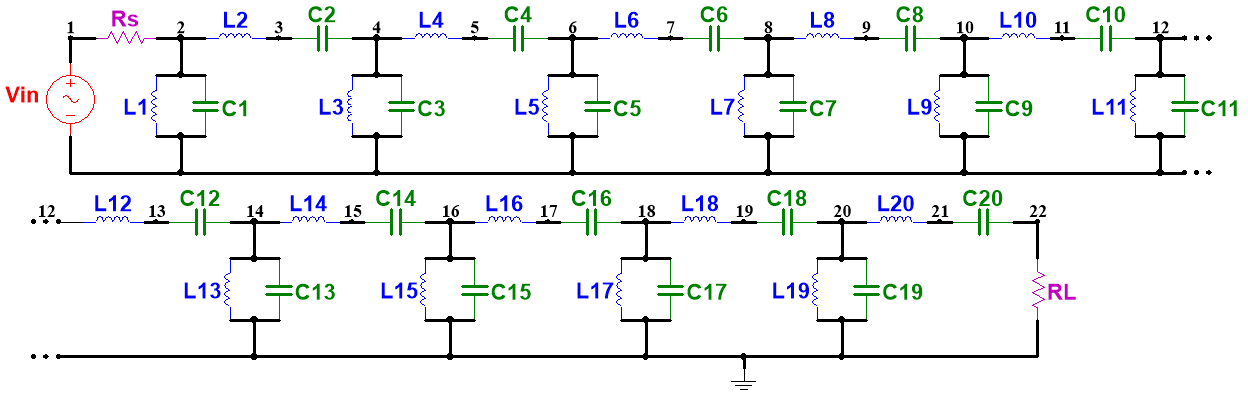 Rs L2 C2 L4 C4 L6 C6 L8 C8 L10 C10
1 2 3 4 5 6 7 8 9 10 11 12
Vin + − L1 C1 L3 C3 L5 C5 L7 C7 L9 C9 L11 C11
L12 C12 L14 C14 L16 C16 L18 C18 L20 C20
12 13 14 15 16 17 18 19 20 21 22
L13 C13 L15 C15 L17 C17 L19 C19 RL